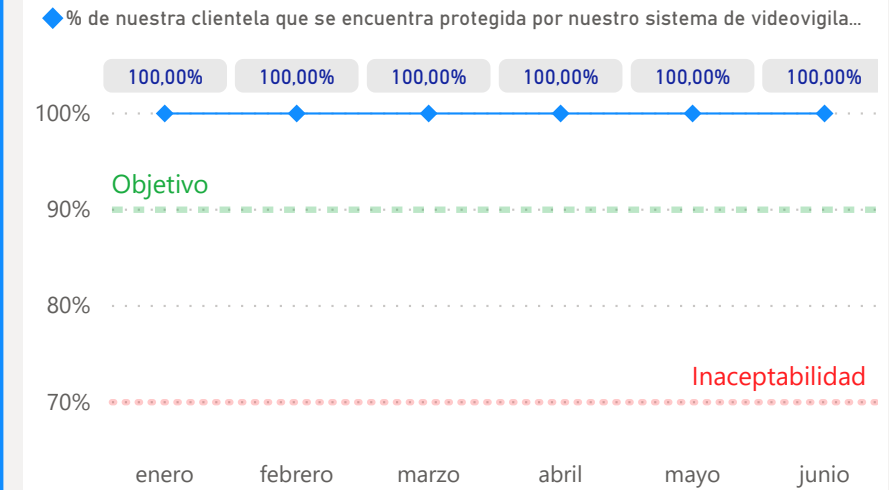 % de nuestra clientela que se encuentra protegida por nuestro sistema de videovigila...
100,00% 100,00% 100,00% 100,00% 100,00% 100,00%
100%
Objetivo
90%
80%
Inaceptabilidad
70%
enero febrero marzo abril mayo junio